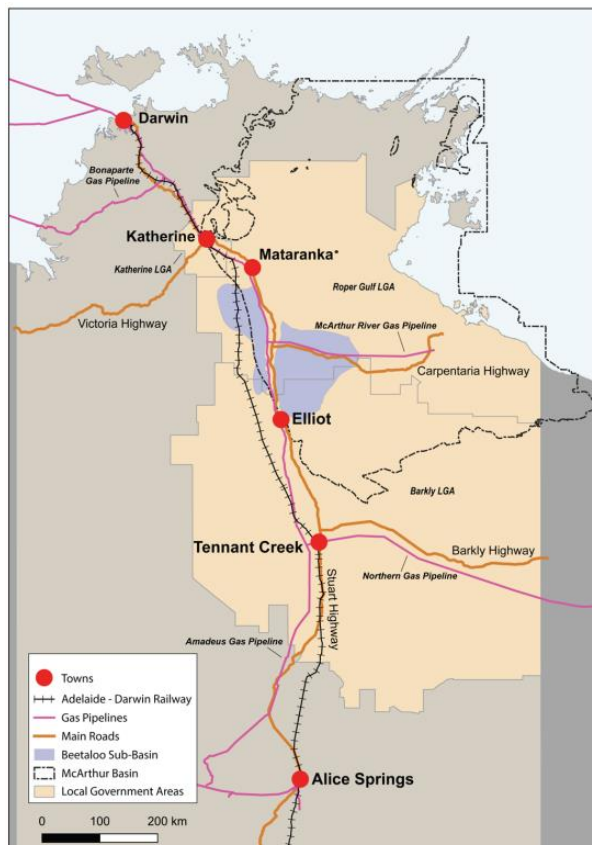 Darwin
Bonaparte
Gas Pipeline
Katherine
Mataranka*
Katherine LGA
Roper Gulf LGA
Victoria Highway
McArthur River Gas Pipeline
Carpentaria Highway
Elliot
Barkly LGA
Tennant Creek
Barkly Highway
Northern Gas Pipeline
Stuart Highway
Amadeus Gas Pipeline
Alice Springs
Towns
Adelaide - Darwin Railway
Gas Pipelines
Main Roads
Beetaloo Sub-Basin
McArthur Basin
Local Government Areas
0 100 200 km